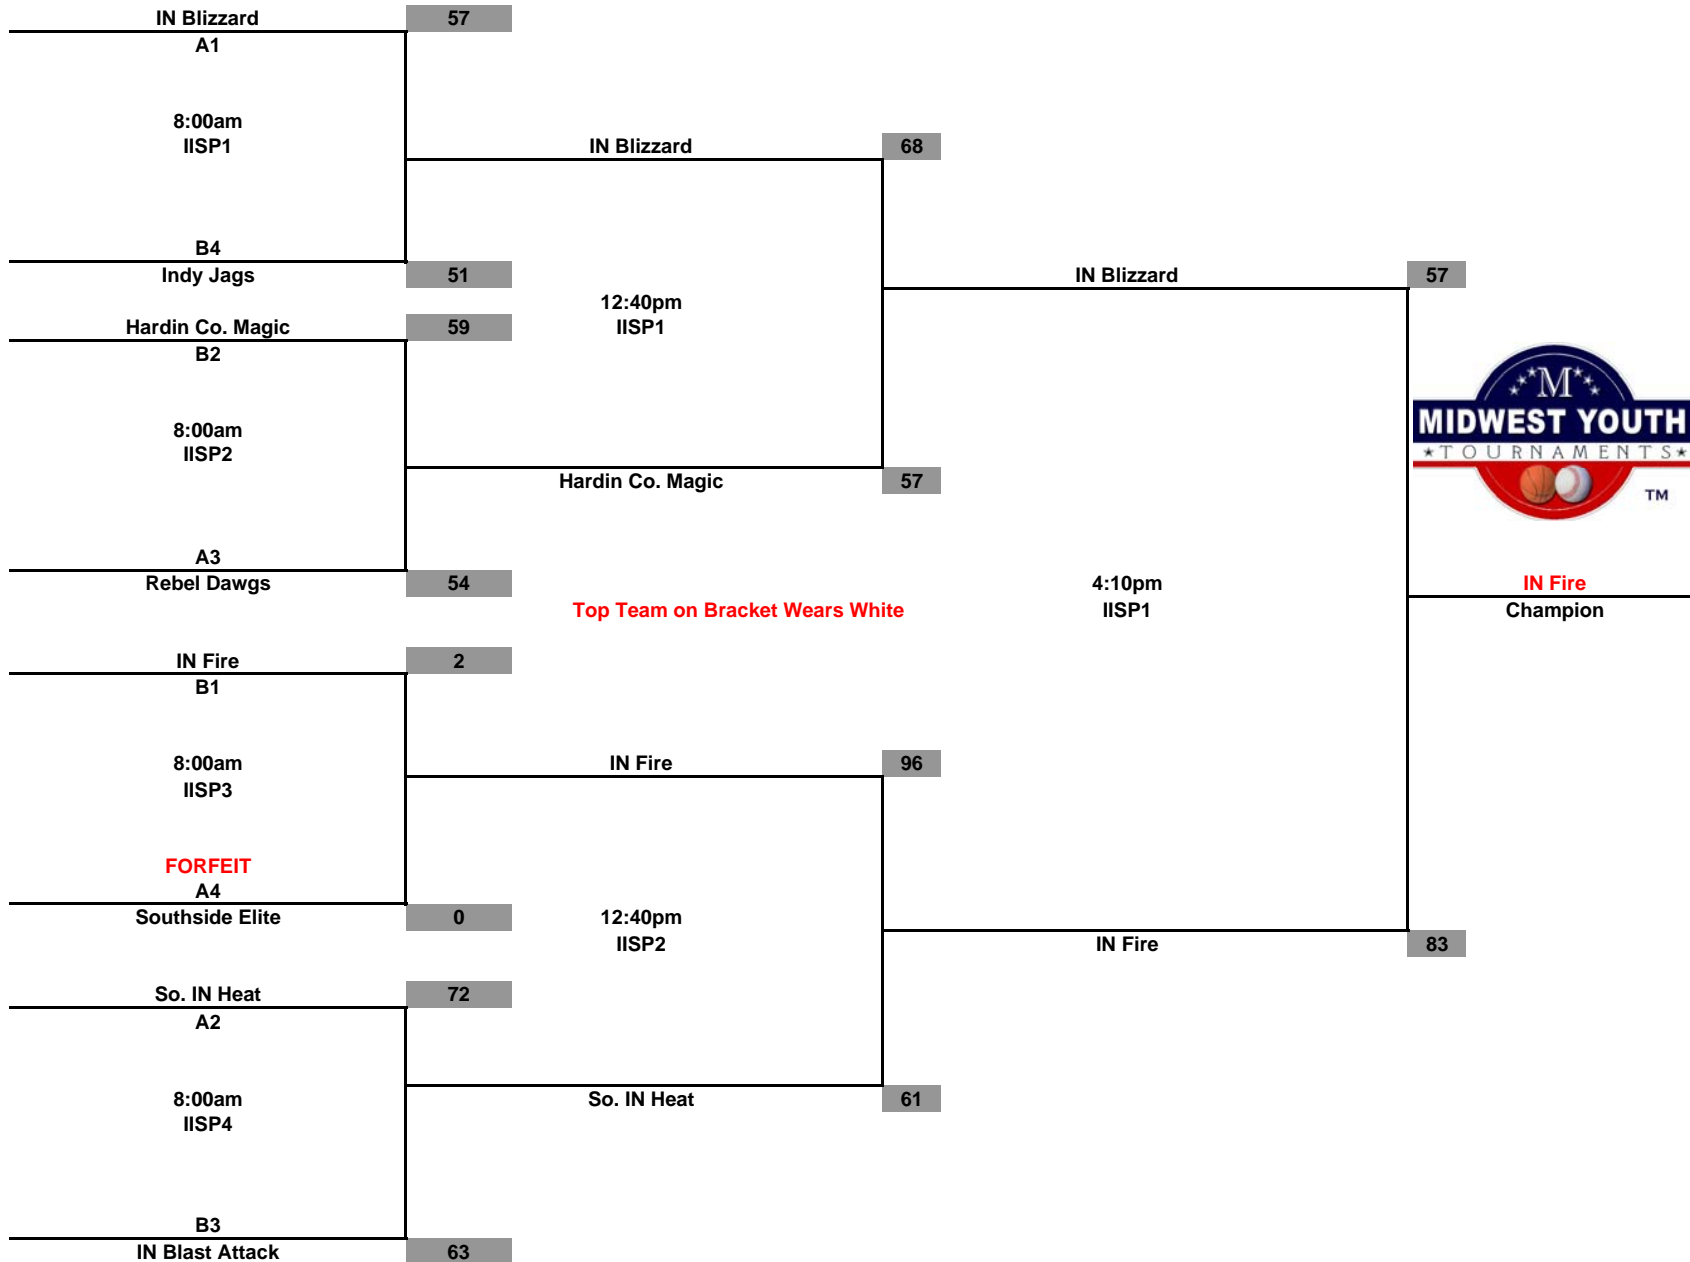 IN Blizzard 57
A1
8:00am
IISP1
IN Blizzard 68
B4
Indy Jags 51
IN Blizzard 57
12:40pm
IISP1
Hardin Co. Magic 59
B2
8:00am
IISP2
Hardin Co. Magic 57
M
MIDWEST YOUTH
★TOURNAMENTS★
TM
A3
Rebel Dawgs 54
4:10pm
IISP1
IN Fire
Champion
Top Team on Bracket Wears White
IN Fire 2
B1
8:00am
IISP3
IN Fire 96
FORFEIT
A4
Southside Elite 0
12:40pm
IISP2
IN Fire 83
So. IN Heat 72
A2
8:00am
IISP4
So. IN Heat 61
B3
IN Blast Attack 63